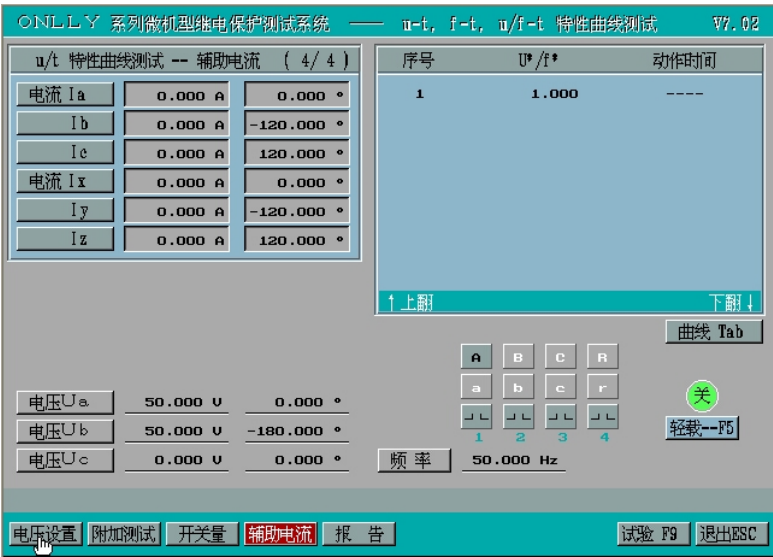 ONLLY 系列微机型继电保护测试系统 —— u-t, f-t, u/f-t 特性曲线测试 V7.02
u/t 特性曲线测试 -- 辅助电流 ( 4/ 4 )
电流 Ia 0.000 A 0.000 °
Ib 0.000 A -120.000 °
Ic 0.000 A 120.000 °
电流 Ix 0.000 A 0.000 °
Iy 0.000 A -120.000 °
Iz 0.000 A 120.000 °
序号 U*/f* 动作时间
1 1.000 ----
↑上翻 下翻↓
曲线 Tab
A B C R
a b c r
1 2 3 4
关
轻载--F5
电压Ua 50.000 V 0.000 °
电压Ub 50.000 V -180.000 °
电压Uc 0.000 V 0.000 °
频 率 50.000 Hz
电压设置 附加测试 开关量 辅助电流 报 告 试验 F9 退出ESC